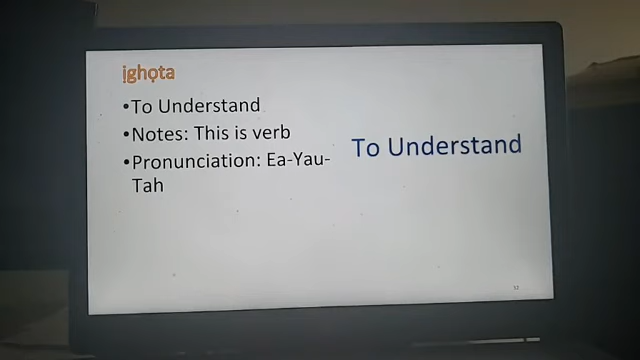 ịghọta
•To Understand
•Notes: This is verb
•Pronunciation: Ea-Yau-
Tah
To Understand